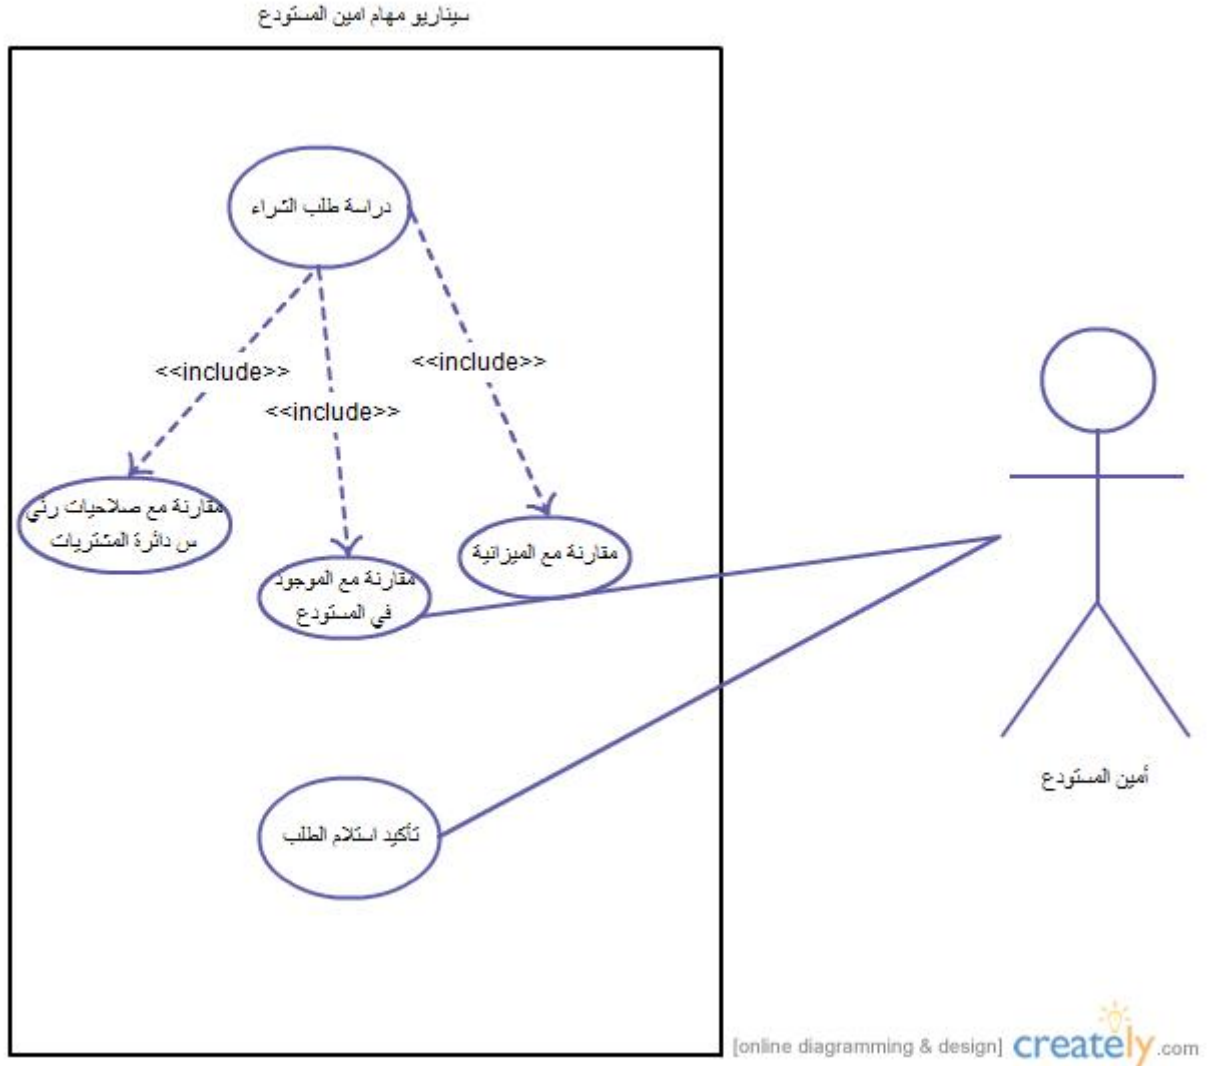 سيناريو مهام امين المستودع
دراسة طلب الشراء
<<include>>
<<include>>
<<include>>
مقارنة مع صلاحيات رئي
س دائرة المشتريات
مقارنة مع الموجود
في المستودع
مقارنة مع الميزانية
تأكيد استلام الطلب
أمين المستودع
[online diagramming & design] creately.com